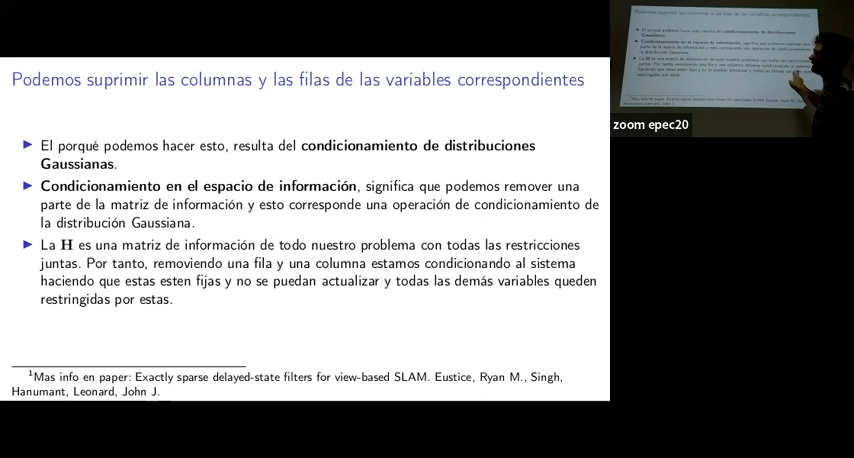 Podemos suprimir las columnas y las filas de las variables correspondientes
El porqué podemos hacer esto, resulta del condicionamiento de distribuciones
Gaussianas.
Condicionamiento en el espacio de información, significa que podemos remover una
parte de la matriz de información y esto corresponde una operación de condicionamiento de
la distribución Gaussiana.
La H es una matriz de información de todo nuestro problema con todas las restricciones
juntas. Por tanto, removiendo una fila y una columna estamos condicionando al sistema
haciendo que estas esten fijas y no se puedan actualizar y todas las demás variables queden
restringidas por estas.
1Mas info en paper: Exactly sparse delayed-state filters for view-based SLAM. Eustice, Ryan M., Singh,
Hanumant, Leonard, John J.
zoom epec20